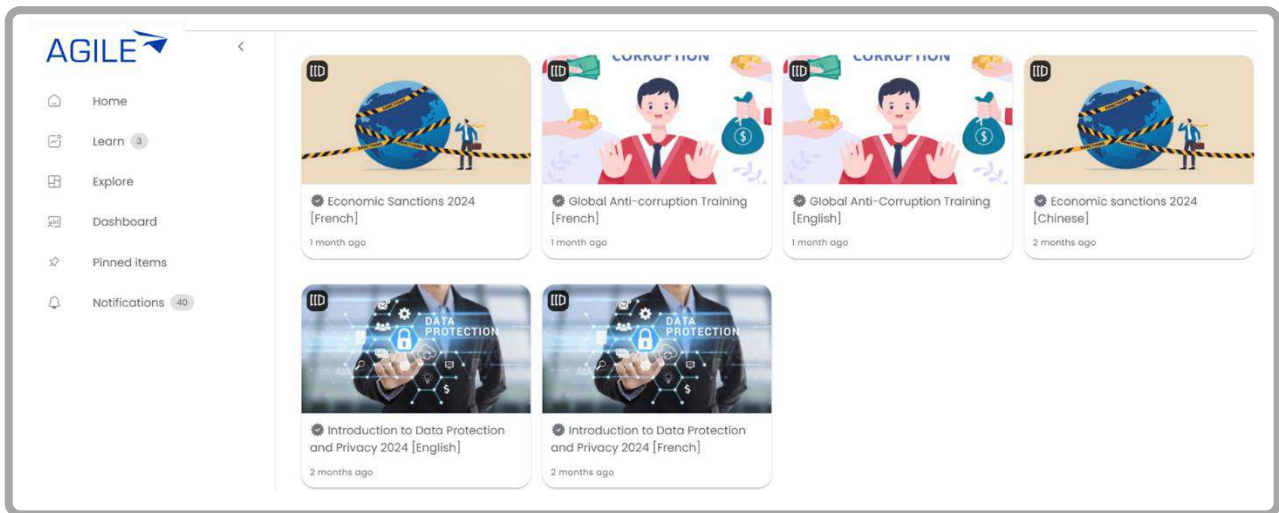 AGILE
Home
Learn 3
Explore
Dashboard
Pinned items
Notifications 40
CORRUPTION
CORRUPTION
Economic Sanctions 2024
[French]
1 month ago
Global Anti-corruption Training
[French]
1 month ago
Global Anti-Corruption Training
[English]
1 month ago
Economic sanctions 2024
[Chinese]
2 months ago
DATA
PROTECTION
DATA
PROTECTION
Introduction to Data Protection
and Privacy 2024 [English]
2 months ago
Introduction to Data Protection
and Privacy 2024 [French]
2 months ago